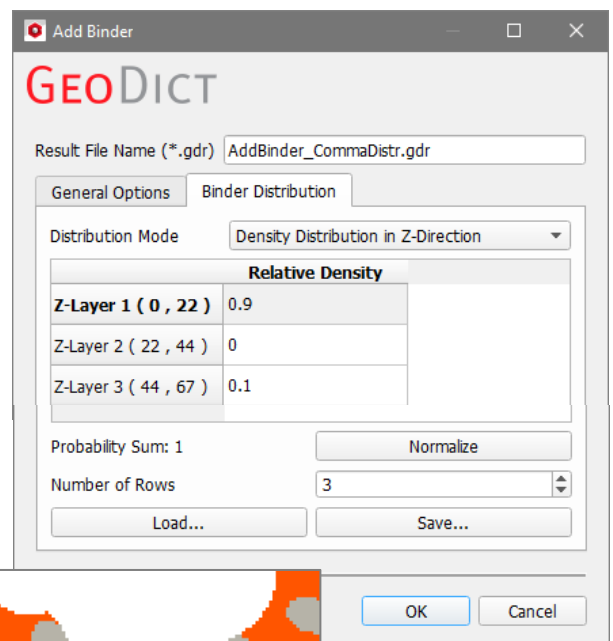 Add Binder
GEODICT
Result File Name (*.gdr) AddBinder_CommaDistr.gdr
General Options Binder Distribution
Distribution Mode Density Distribution in Z-Direction
Relative Density
Z-Layer 1 ( 0 , 22 ) 0.9
Z-Layer 2 ( 22 , 44 ) 0
Z-Layer 3 ( 44 , 67 ) 0.1
Probability Sum: 1 Normalize
Number of Rows 3
Load... Save...
OK Cancel